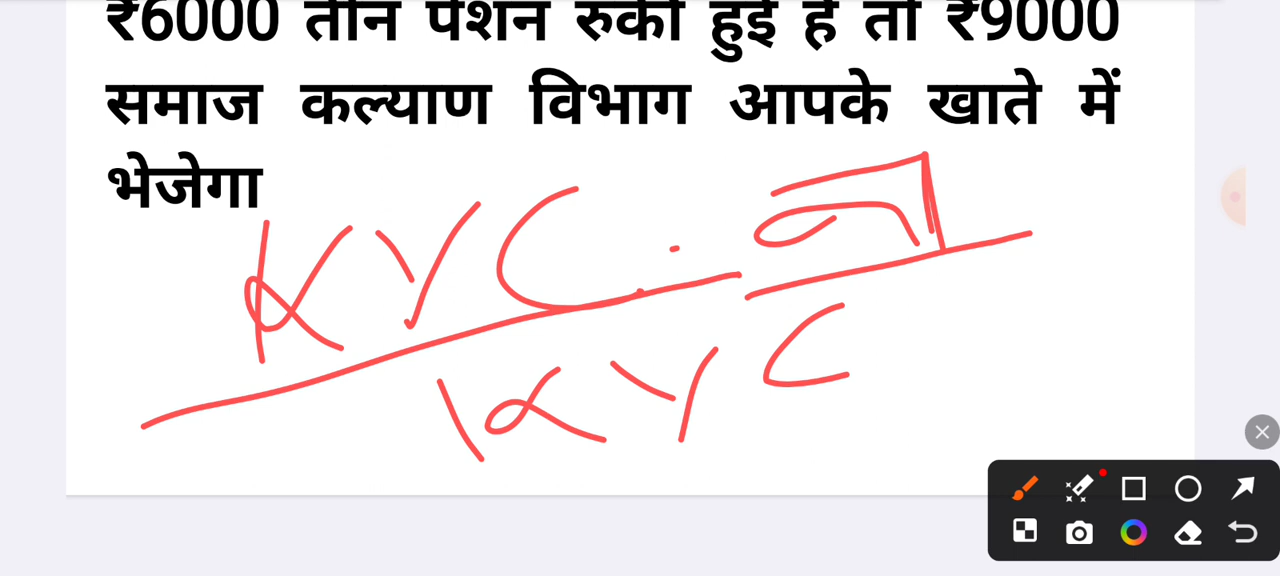 ₹6000 तीन पेंशन रुकी हुई है तो ₹9000
समाज कल्याण विभाग आपके खाते में
भेजेगा
KYC.
KYC